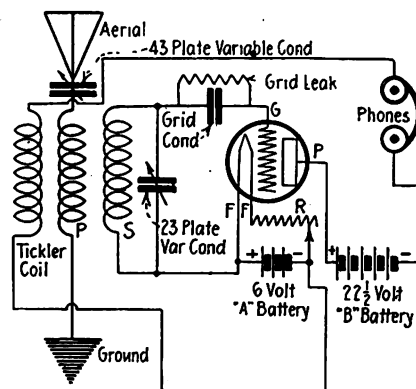 Aerial
43 Plate Variable Cond
Grid Leak
Grid
Cond
G
Phones
P
F F
R
P
S
23 Plate
Var Cond
Tickler
Coil
+ -
+ -
6 Volt
"A" Battery
22½ Volt
"B" Battery
Ground